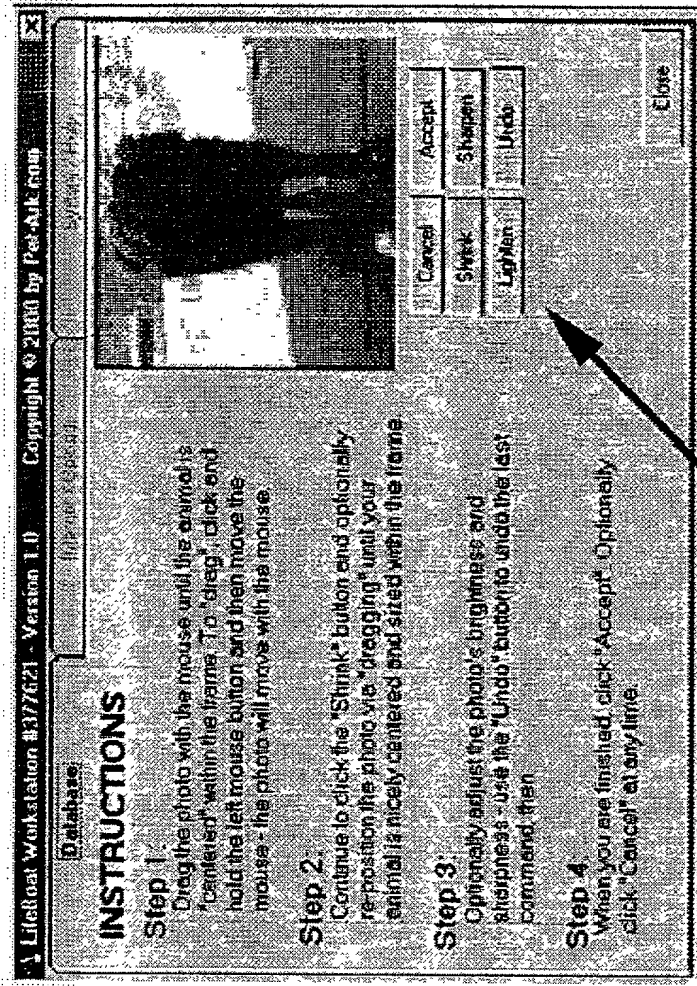 LifeBoat Workstation #377621 - Version 1.0 Copyright © 2000 by Pet-Ark.com
Database
INSTRUCTIONS
Step 1.
Drag the photo with the mouse until the animal is
"centered" within the frame. To "drag", click and
hold the left mouse button and then move the
mouse - the photo will move with the mouse.
Step 2.
Continue to click the "Shrink" button and optionally
re-position the photo via "dragging" until your
animal is nicely centered and sized within the frame.
Step 3.
Optionally adjust the photo's brightness and
sharpness - use the "Undo" button to undo the last
command, then
Step 4.
When you are finished, click "Accept". Optionally
click "Cancel" at any time.
Cancel Accept
Shrink Sharpen
Lighten Undo
Close